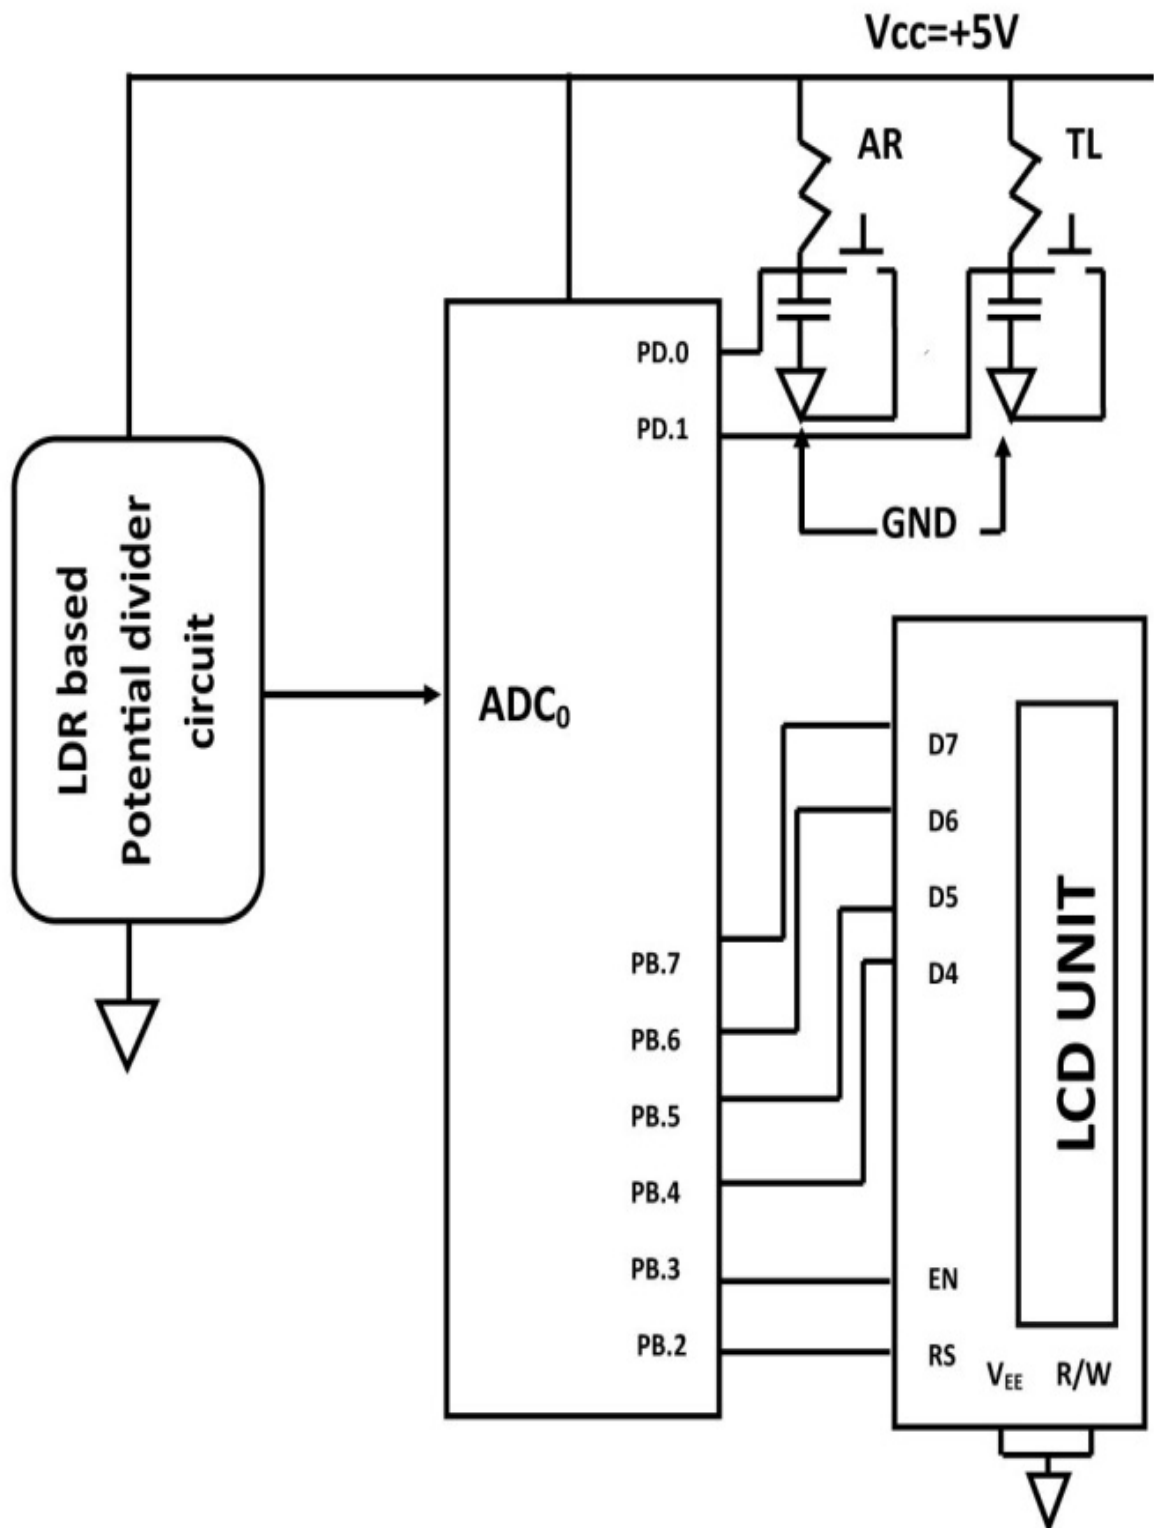 Vcc=+5V
AR
TL
PD.0
PD.1
GND
LDR based
Potential divider
circuit
ADC₀
D7
D6
D5
D4
PB.7
PB.6
PB.5
PB.4
PB.3
PB.2
EN
RS
V_EE R/W
LCD UNIT